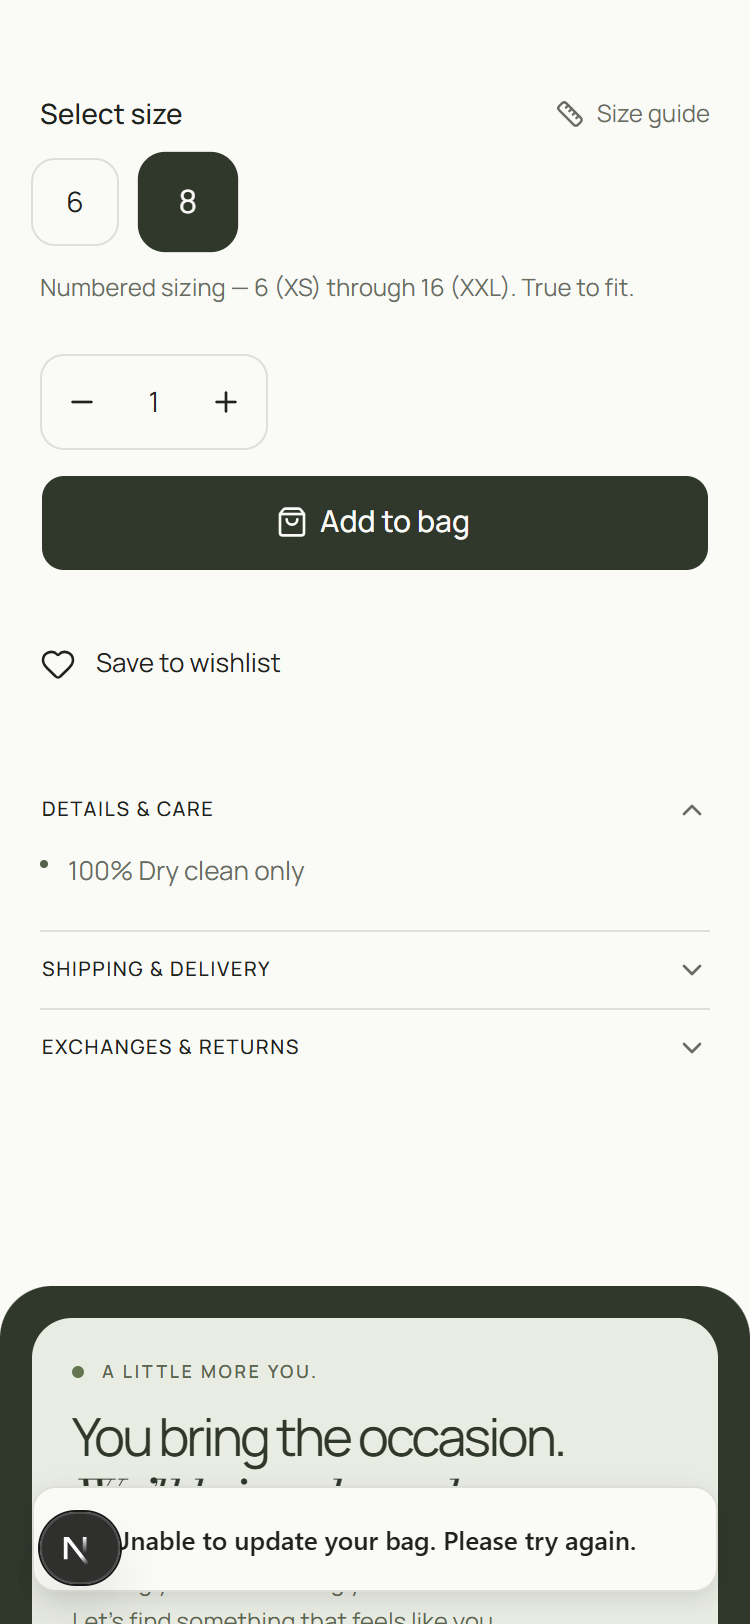 Select size
Size guide
6
8
Numbered sizing — 6 (XS) through 16 (XXL). True to fit.
1
Add to bag
Save to wishlist
DETAILS & CARE
100% Dry clean only
SHIPPING & DELIVERY
EXCHANGES & RETURNS
A LITTLE MORE YOU.
You bring the occasion.
N
Unable to update your bag. Please try again.
Let's find something that feels like you